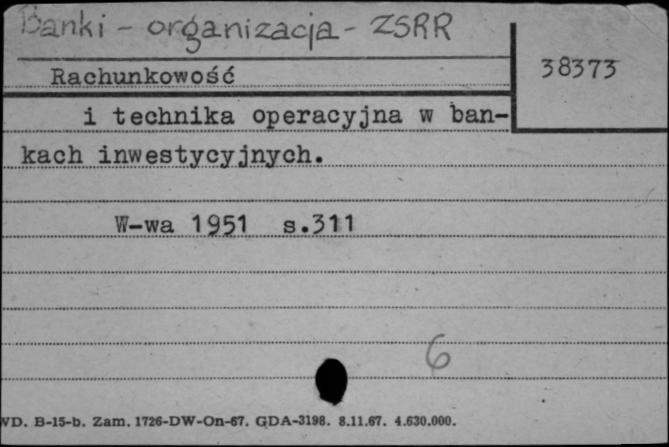 Banki - organizacja - ZSRR
38373
Rachunkowość
i technika operacyjna w ban-
kach inwestycyjnych.
W-wa 1951 s.311
6
WD. B-15-b. Zam. 1726-DW-On-67. GDA-3198. 8.11.67. 4.630.000.